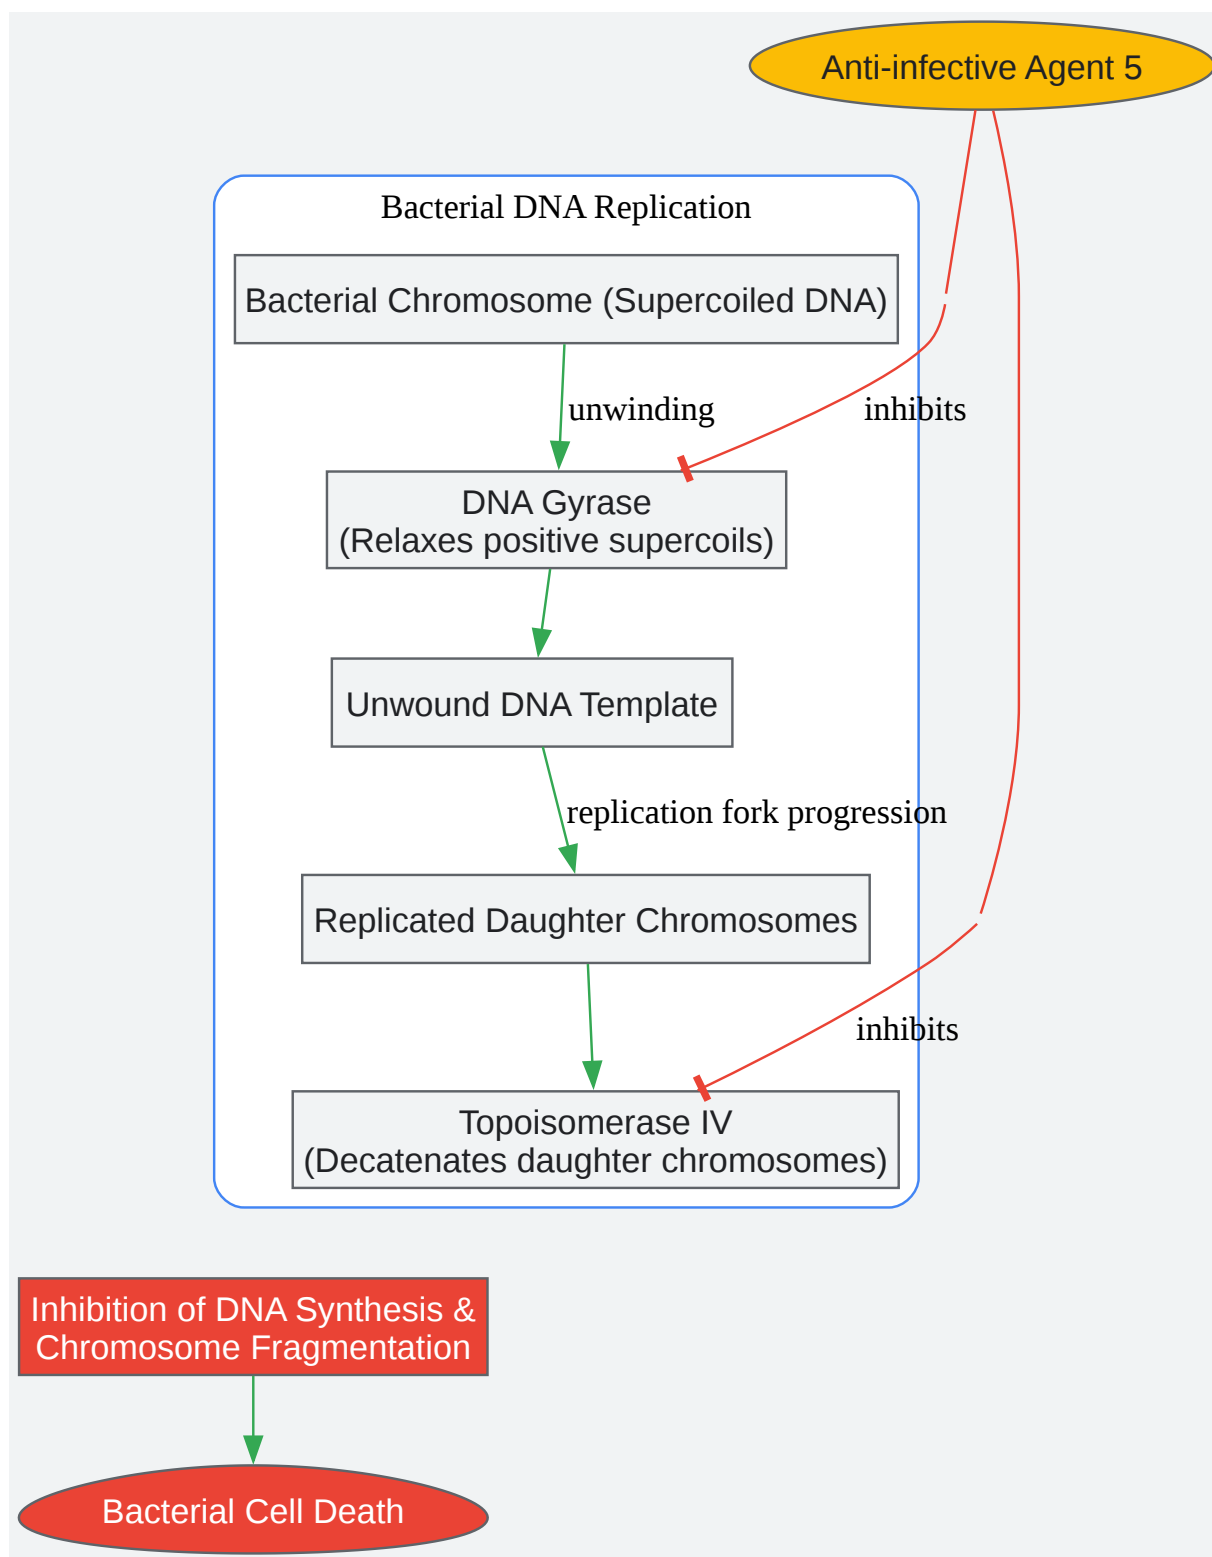 Anti-infective Agent 5
Bacterial DNA Replication
Bacterial Chromosome (Supercoiled DNA)
unwinding
inhibits
DNA Gyrase
(Relaxes positive supercoils)
Unwound DNA Template
replication fork progression
Replicated Daughter Chromosomes
inhibits
Topoisomerase IV
(Decatenates daughter chromosomes)
Inhibition of DNA Synthesis &
Chromosome Fragmentation
Bacterial Cell Death